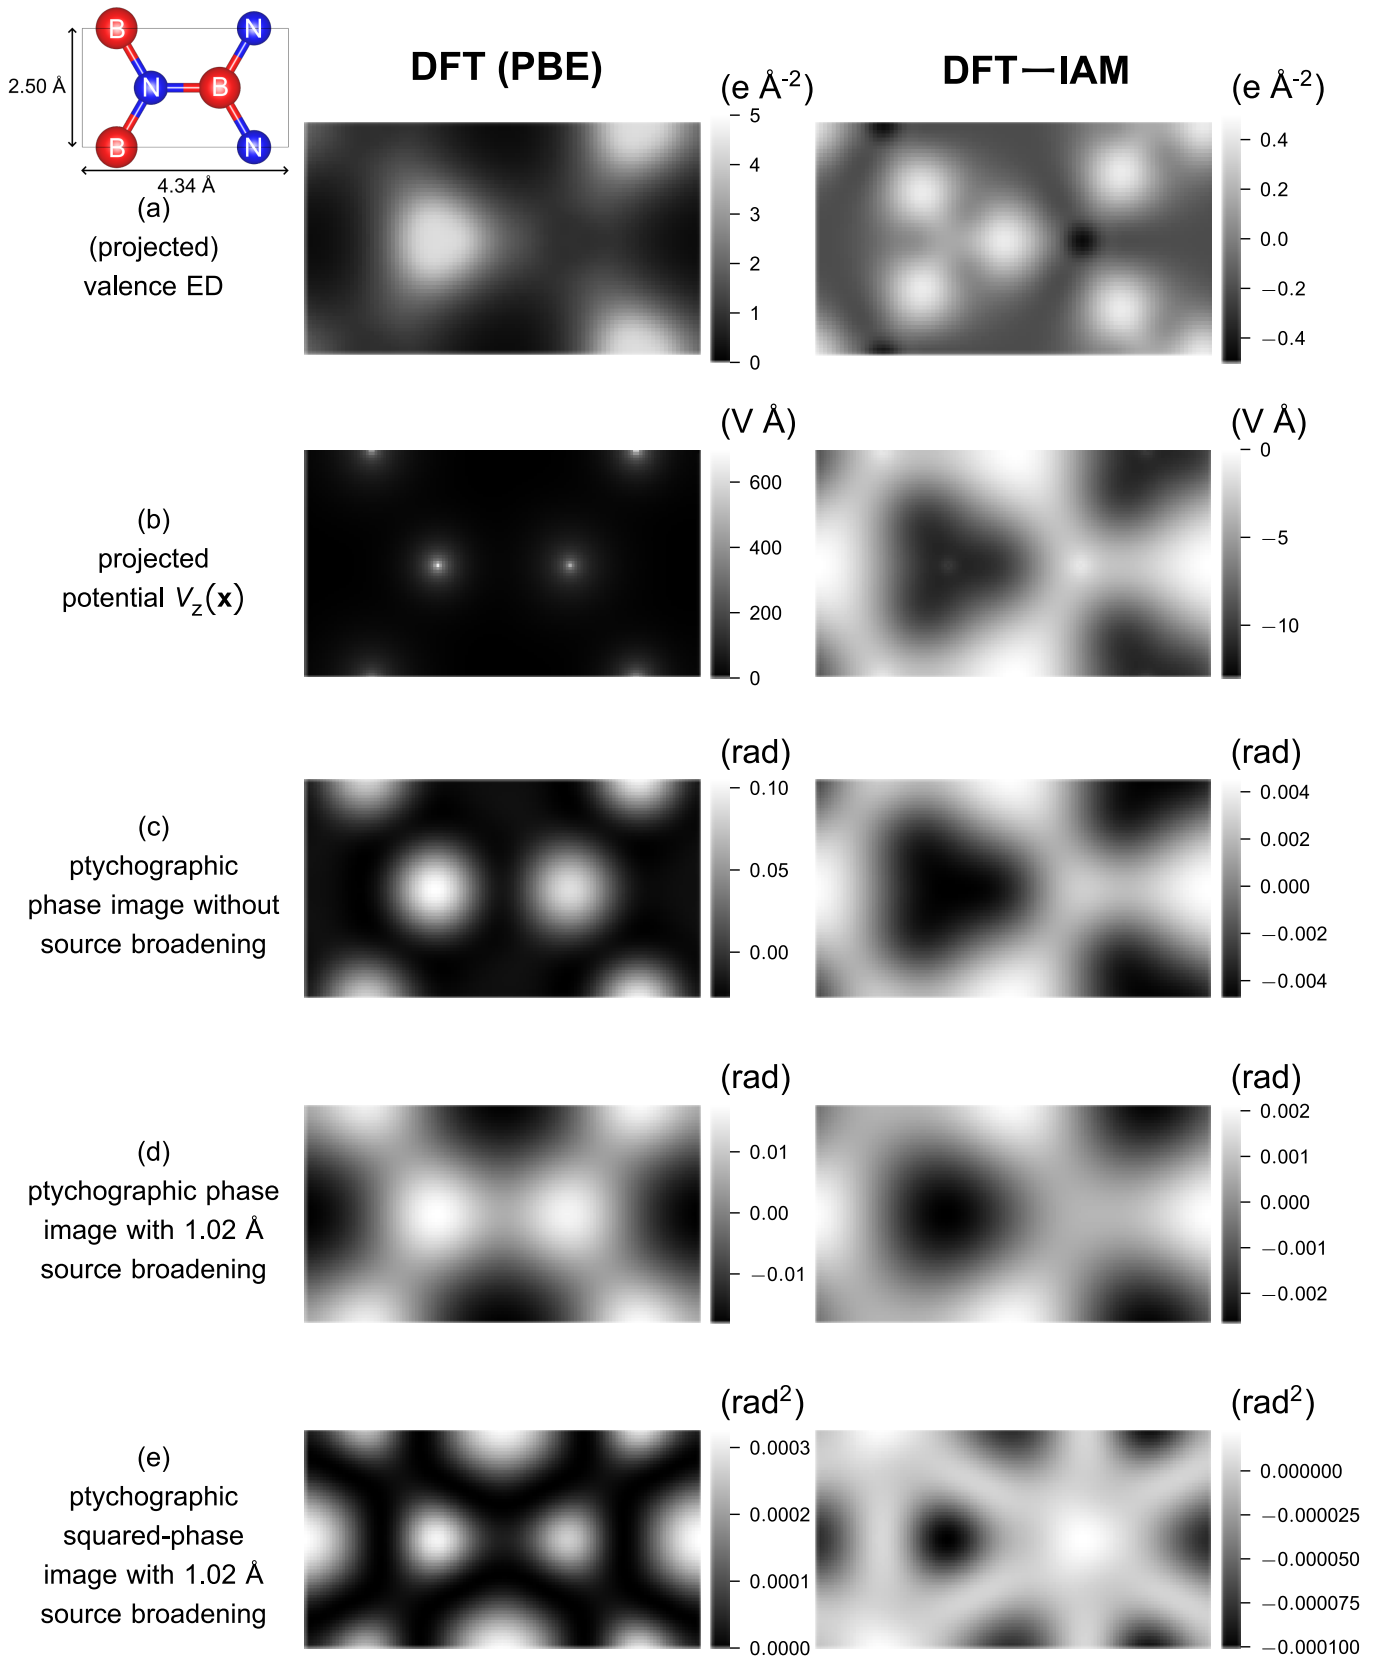 B
N
2.50 Å
N
B
B
N
4.34 Å
DFT (PBE)
DFT—IAM
(a)
(projected)
valence ED
(e Å-2)
5
4
3
2
1
0
(e Å-2)
0.4
0.2
0.0
−0.2
−0.4
(b)
projected
potential Vz(x)
(V Å)
600
400
200
0
(V Å)
0
−5
−10
(c)
ptychographic
phase image without
source broadening
(rad)
0.10
0.05
0.00
(rad)
0.004
0.002
0.000
−0.002
−0.004
(d)
ptychographic phase
image with 1.02 Å
source broadening
(rad)
0.01
0.00
−0.01
(rad)
0.002
0.001
0.000
−0.001
−0.002
(e)
ptychographic
squared-phase
image with 1.02 Å
source broadening
(rad2)
0.0003
0.0002
0.0001
0.0000
(rad2)
0.000000
−0.000025
−0.000050
−0.000075
−0.000100